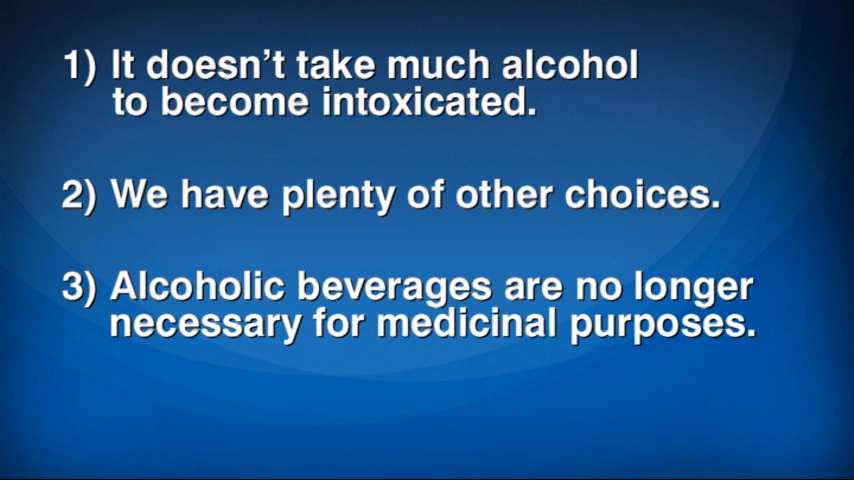 1) It doesn’t take much alcohol
to become intoxicated.
2) We have plenty of other choices.
3) Alcoholic beverages are no longer
necessary for medicinal purposes.